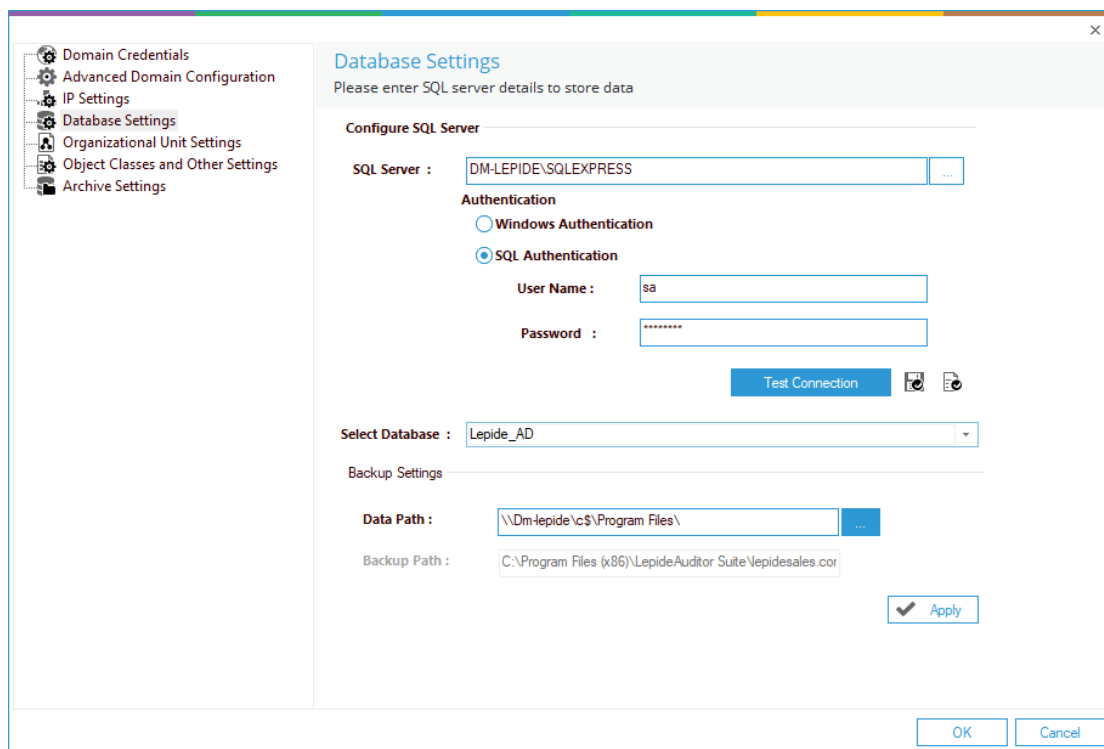 Domain Credentials
Advanced Domain Configuration
IP Settings
Database Settings
Organizational Unit Settings
Object Classes and Other Settings
Archive Settings
Database Settings
Please enter SQL server details to store data
Configure SQL Server
SQL Server : DM-LEPIDE\SQLEXPRESS ...
Authentication
Windows Authentication
SQL Authentication
User Name : sa
Password : ********
Test Connection
Select Database : Lepide_AD
Backup Settings
Data Path : \\Dm-lepide\c$\Program Files\ ...
Backup Path : C:\Program Files (x86)\LepideAuditor Suite\lepidesales.cor
Apply
OK Cancel